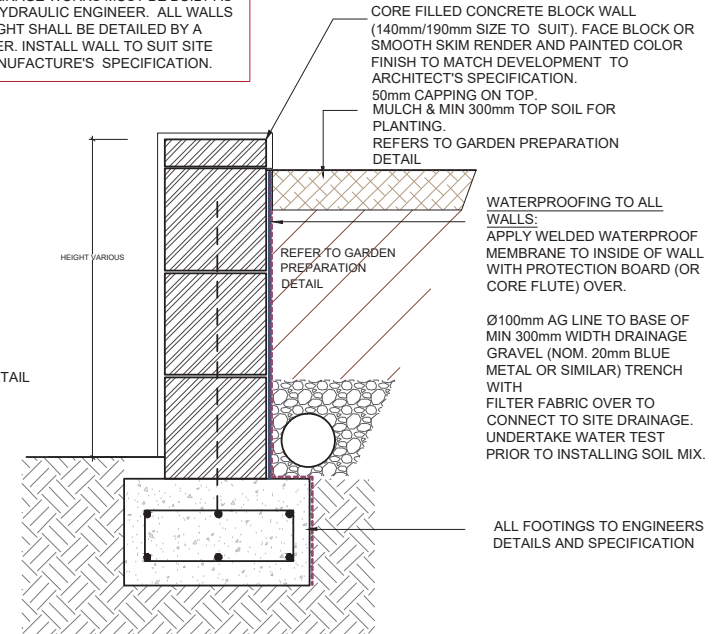 HYDRAULIC ENGINEER. ALL WALLS
GHT SHALL BE DETAILED BY A
ER. INSTALL WALL TO SUIT SITE
NUFACTURE'S SPECIFICATION.
CORE FILLED CONCRETE BLOCK WALL
(140mm/190mm SIZE TO SUIT). FACE BLOCK OR
SMOOTH SKIM RENDER AND PAINTED COLOR
FINISH TO MATCH DEVELOPMENT TO
ARCHITECT'S SPECIFICATION.
50mm CAPPING ON TOP.
MULCH & MIN 300mm TOP SOIL FOR
PLANTING.
REFERS TO GARDEN PREPARATION
DETAIL
WATERPROOFING TO ALL
WALLS:
APPLY WELDED WATERPROOF
MEMBRANE TO INSIDE OF WALL
WITH PROTECTION BOARD (OR
CORE FLUTE) OVER.
HEIGHT VARIOUS
REFER TO GARDEN
PREPARATION
DETAIL
Ø100mm AG LINE TO BASE OF
MIN 300mm WIDTH DRAINAGE
GRAVEL (NOM. 20mm BLUE
METAL OR SIMILAR) TRENCH
WITH
FILTER FABRIC OVER TO
CONNECT TO SITE DRAINAGE.
UNDERTAKE WATER TEST
PRIOR TO INSTALLING SOIL MIX.
TAIL
ALL FOOTINGS TO ENGINEERS
DETAILS AND SPECIFICATION